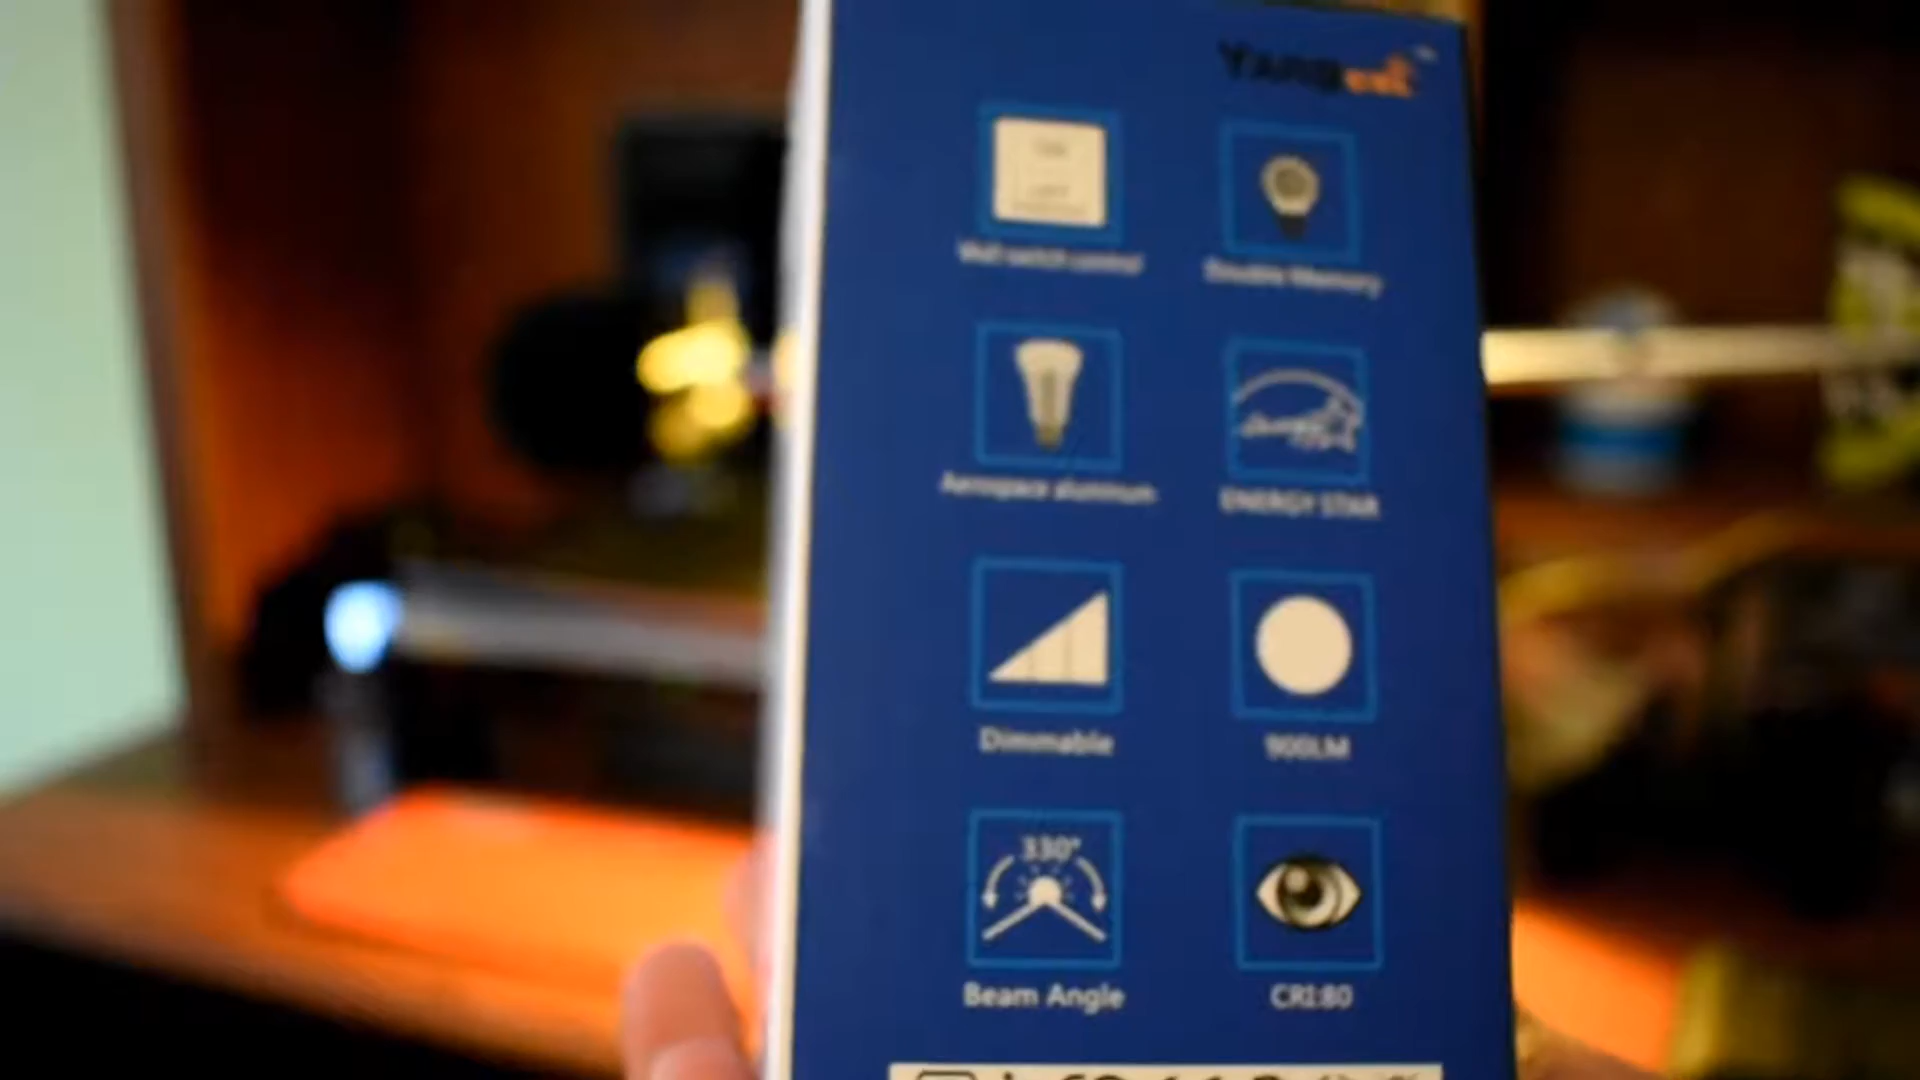 Wall switch control
Double Memory
Aerospace aluminum
ENERGY STAR
Dimmable
900LM
330°
Beam Angle
CRI:80